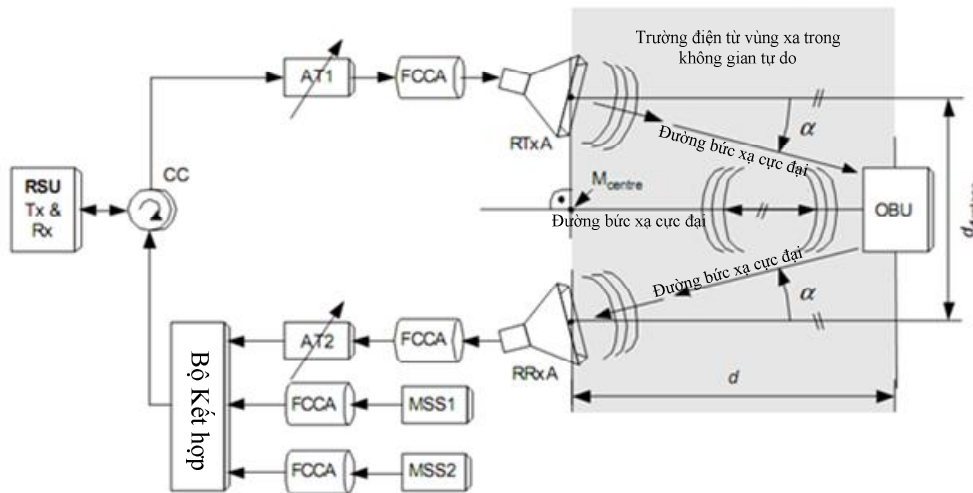 Trường điện từ vùng xa trong
không gian tự do
AT1
FCCA
RTxA
Đường bức xạ cực đại
α
CC
RSU
Tx &
Rx
M centre
OBU
Đường bức xạ cực đại
Đường bức xạ cực đại
α
AT2
FCCA
RRxA
Bộ Kết hợp
FCCA
MSS1
FCCA
MSS2
d